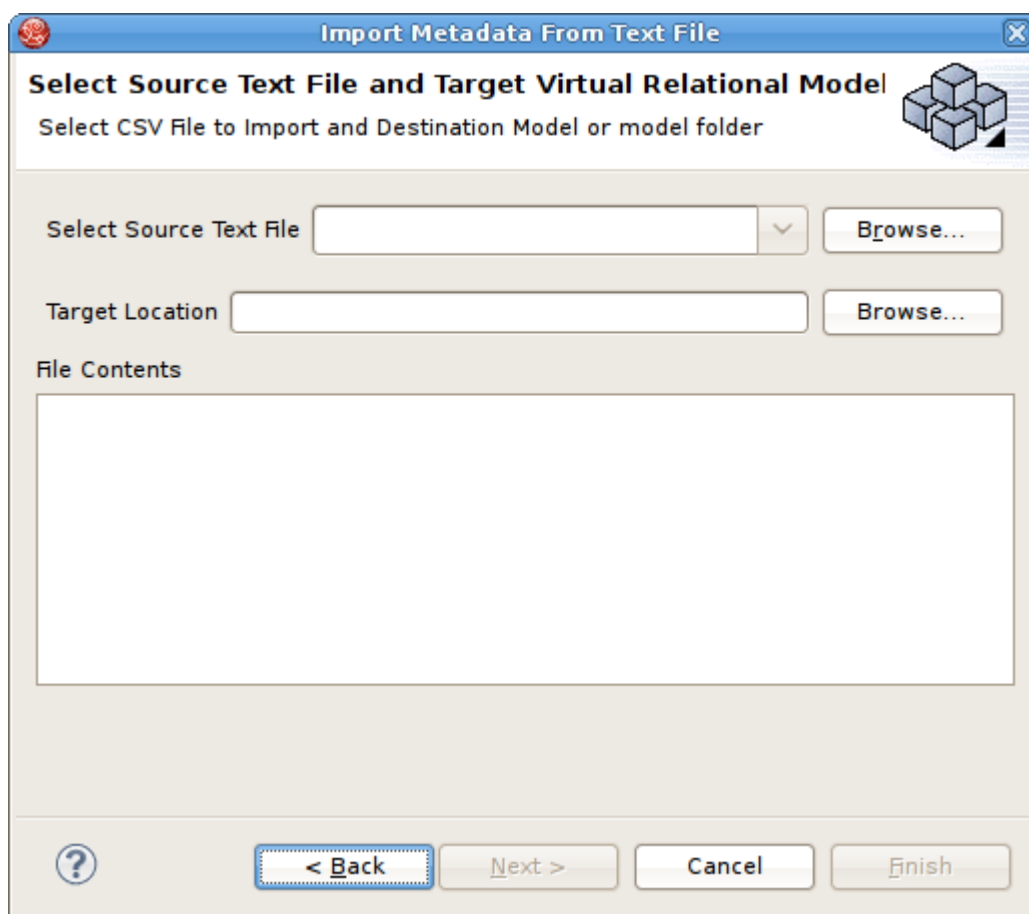 Import Metadata From Text File
Select Source Text File and Target Virtual Relational Model
Select CSV File to Import and Destination Model or model folder
Select Source Text File Browse...
Target Location Browse...
File Contents
? < Back Next > Cancel Finish